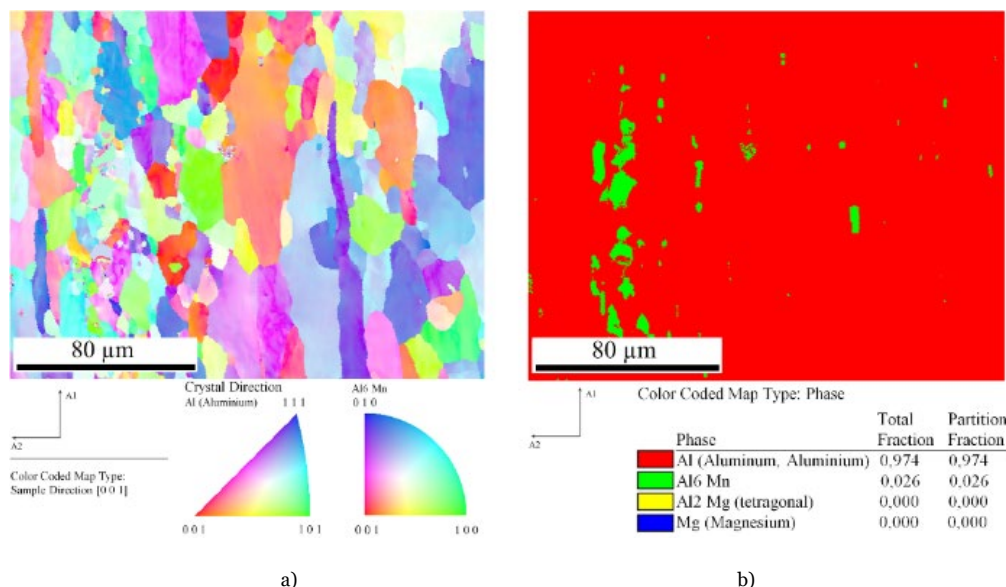 80 µm
A1
A2
Color Coded Map Type:
Sample Direction [0 0 1]
Crystal Direction
Al (Aluminium)
1 1 1
0 0 1
1 0 1
Al6 Mn
0 1 0
0 0 1
1 0 0
a)
80 µm
A1
A2
Color Coded Map Type: Phase
Total Partition
Phase Fraction Fraction
Al (Aluminum, Aluminium) 0,974 0,974
Al6 Mn 0,026 0,026
Al2 Mg (tetragonal) 0,000 0,000
Mg (Magnesium) 0,000 0,000
b)